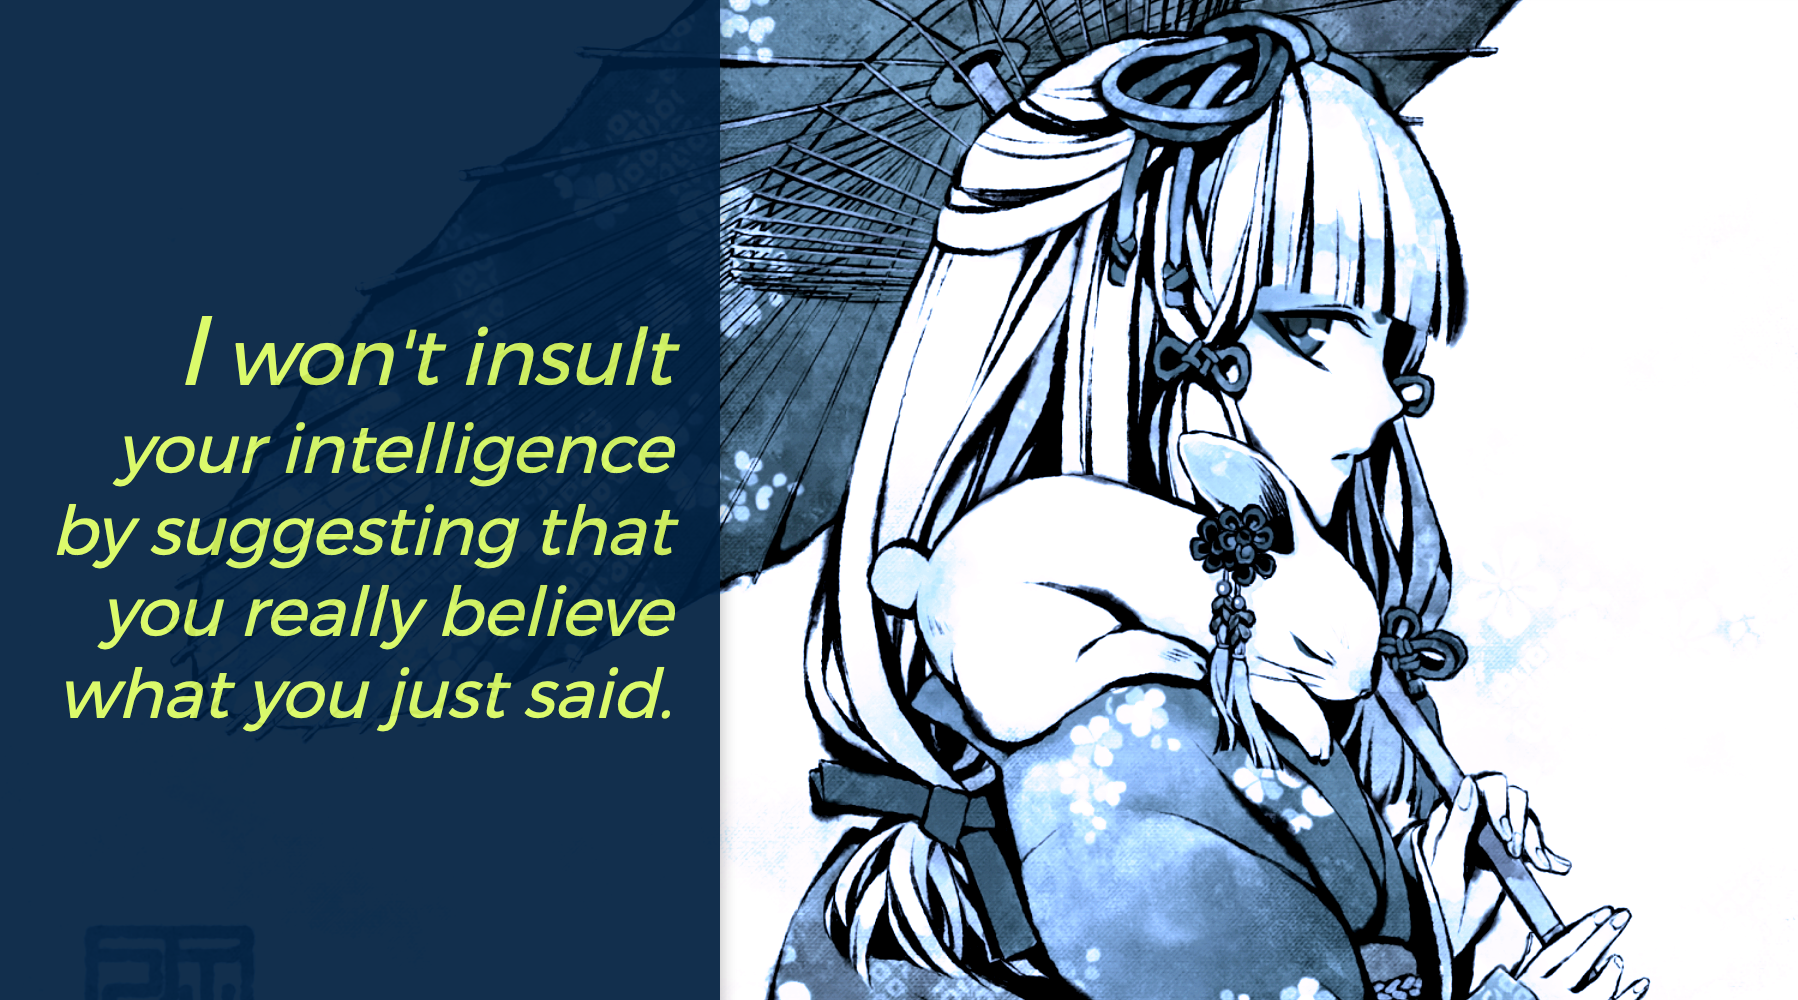 I won't insult
your intelligence
by suggesting that
you really believe
what you just said.